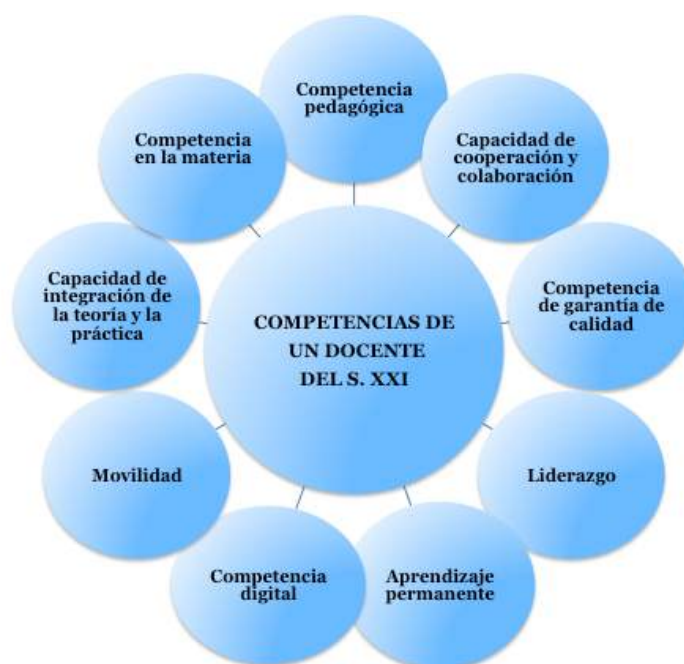 Competencia
pedagógica
Capacidad de
cooperación y
colaboración
Competencia
de garantía de
calidad
Liderazgo
Aprendizaje
permanente
Competencia
digital
Movilidad
Capacidad de
integración de
la teoría y la
práctica
Competencia
en la materia
COMPETENCIAS DE
UN DOCENTE
DEL S. XXI